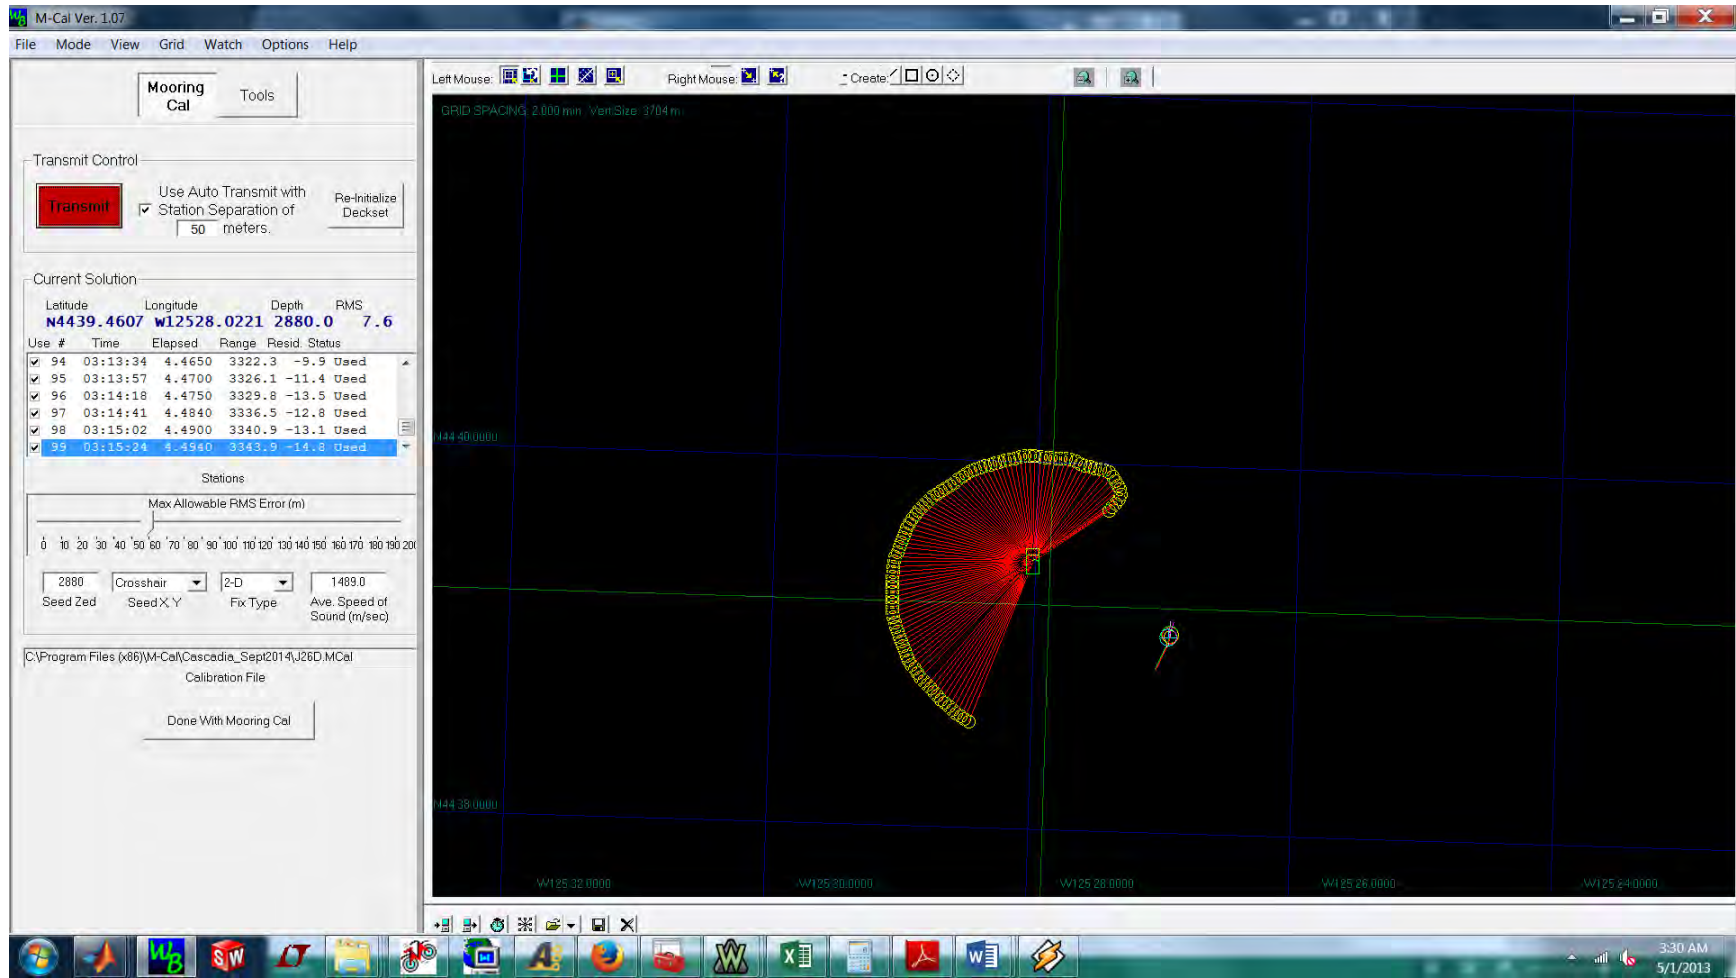 M-Cal Ver. 1.07
File Mode View Grid Watch Options Help
Mooring Cal
Tools
Left Mouse:
Right Mouse:
Create:
GRID SPACING: 2.000 min Vert.Size: 3704 m
Transmit Control
Transmit
Use Auto Transmit with
Station Separation of
50 meters.
Re-Initialize
Deckset
Current Solution
Latitude Longitude Depth RMS
N4439.4607 W12528.0221 2880.0 7.6
Use # Time Elapsed Range Resid. Status
94 03:13:34 4.4650 3322.3 -9.9 Used
95 03:13:57 4.4700 3326.1 -11.4 Used
96 03:14:18 4.4750 3329.8 -13.5 Used
97 03:14:41 4.4840 3336.5 -12.8 Used
98 03:15:02 4.4900 3340.9 -13.1 Used
99 03:15:24 4.4940 3343.9 -14.8 Used
Stations
Max Allowable RMS Error (m)
0 10 20 30 40 50 60 70 80 90 100 110 120 130 140 150 160 170 180 190 200
2880 Crosshair 2-D 1489.0
Seed Zed Seed X,Y Fix Type Ave. Speed of
Sound (m/sec)
C:\Program Files (x86)\M-Cal\Cascadia_Sept2014\J26D.MCal
Calibration File
Done With Mooring Cal
N44 40.0000
N44 38.0000
W125 32.0000 W125 30.0000 W125 28.0000 W125 26.0000 W125 24.0000
3:30 AM
5/1/2013